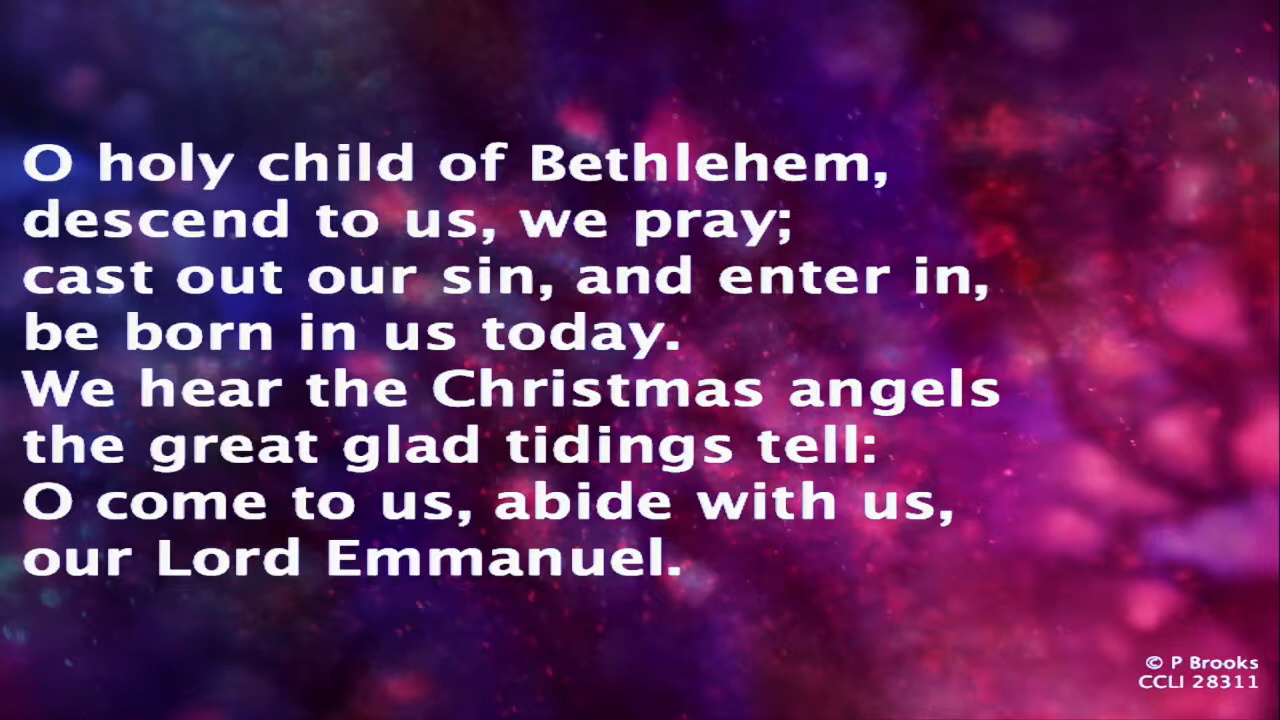 O holy child of Bethlehem,
descend to us, we pray;
cast out our sin, and enter in,
be born in us today.
We hear the Christmas angels
the great glad tidings tell:
O come to us, abide with us,
our Lord Emmanuel.
© P Brooks
CCLI 28311